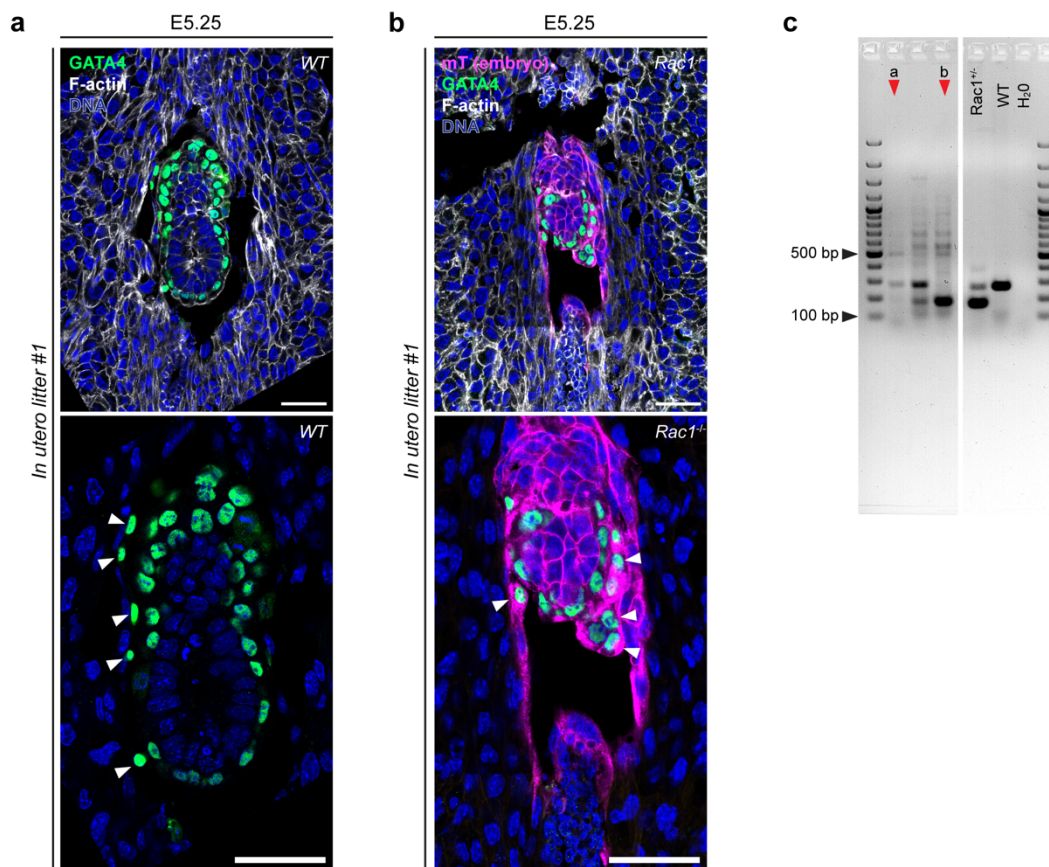 a
E5.25
In utero litter #1
GATA4
F-actin
DNA
WT
WT
b
E5.25
In utero litter #1
mT (embryo)
GATA4
F-actin
DNA
Rac1-/-
Rac1-/-
c
a
b
Rac1+/-
WT
H20
500 bp
100 bp